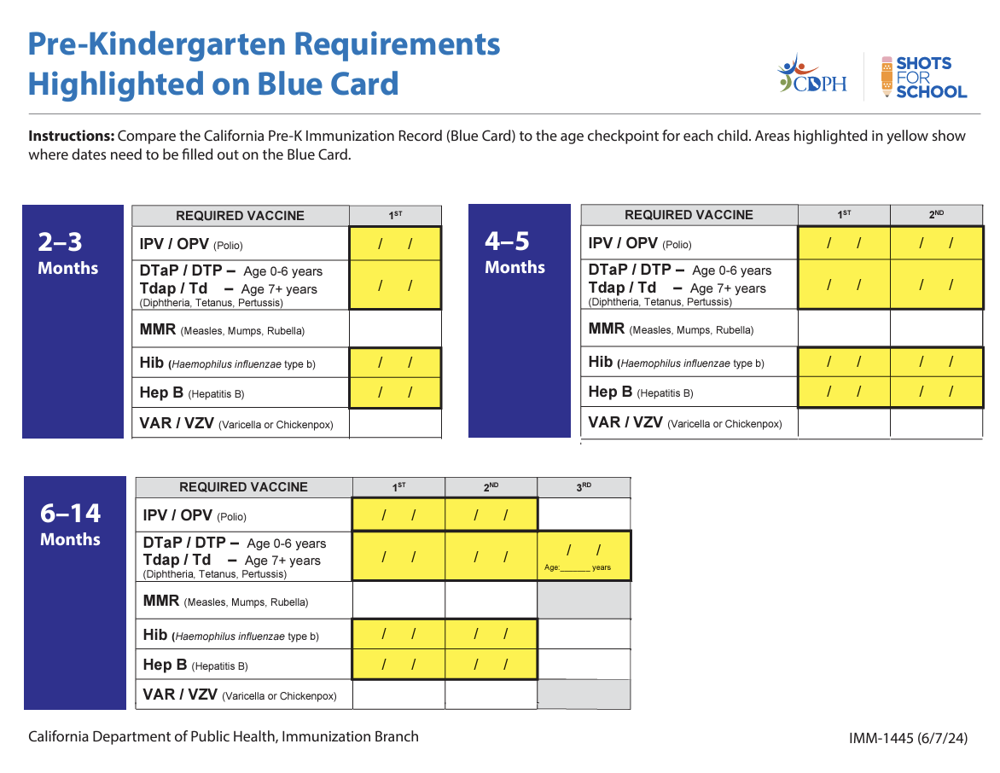 Pre-Kindergarten Requirements
Highlighted on Blue Card
CDPH
SHOTS
FOR
SCHOOL
Instructions: Compare the California Pre-K Immunization Record (Blue Card) to the age checkpoint for each child. Areas highlighted in yellow show
where dates need to be filled out on the Blue Card.
2–3
Months
REQUIRED VACCINE 1ST
IPV / OPV (Polio) / /
DTaP / DTP – Age 0-6 years
Tdap / Td – Age 7+ years / /
(Diphtheria, Tetanus, Pertussis)
MMR (Measles, Mumps, Rubella)
Hib (Haemophilus influenzae type b) / /
Hep B (Hepatitis B) / /
VAR / VZV (Varicella or Chickenpox)
4–5
Months
REQUIRED VACCINE 1ST 2ND
IPV / OPV (Polio) / / / /
DTaP / DTP – Age 0-6 years
Tdap / Td – Age 7+ years / / / /
(Diphtheria, Tetanus, Pertussis)
MMR (Measles, Mumps, Rubella)
Hib (Haemophilus influenzae type b) / / / /
Hep B (Hepatitis B) / / / /
VAR / VZV (Varicella or Chickenpox)
6–14
Months
REQUIRED VACCINE 1ST 2ND 3RD
IPV / OPV (Polio) / / / /
DTaP / DTP – Age 0-6 years
Tdap / Td – Age 7+ years / / / / / /
(Diphtheria, Tetanus, Pertussis) Age:_______ years
MMR (Measles, Mumps, Rubella)
Hib (Haemophilus influenzae type b) / / / /
Hep B (Hepatitis B) / / / /
VAR / VZV (Varicella or Chickenpox)
California Department of Public Health, Immunization Branch
IMM-1445 (6/7/24)